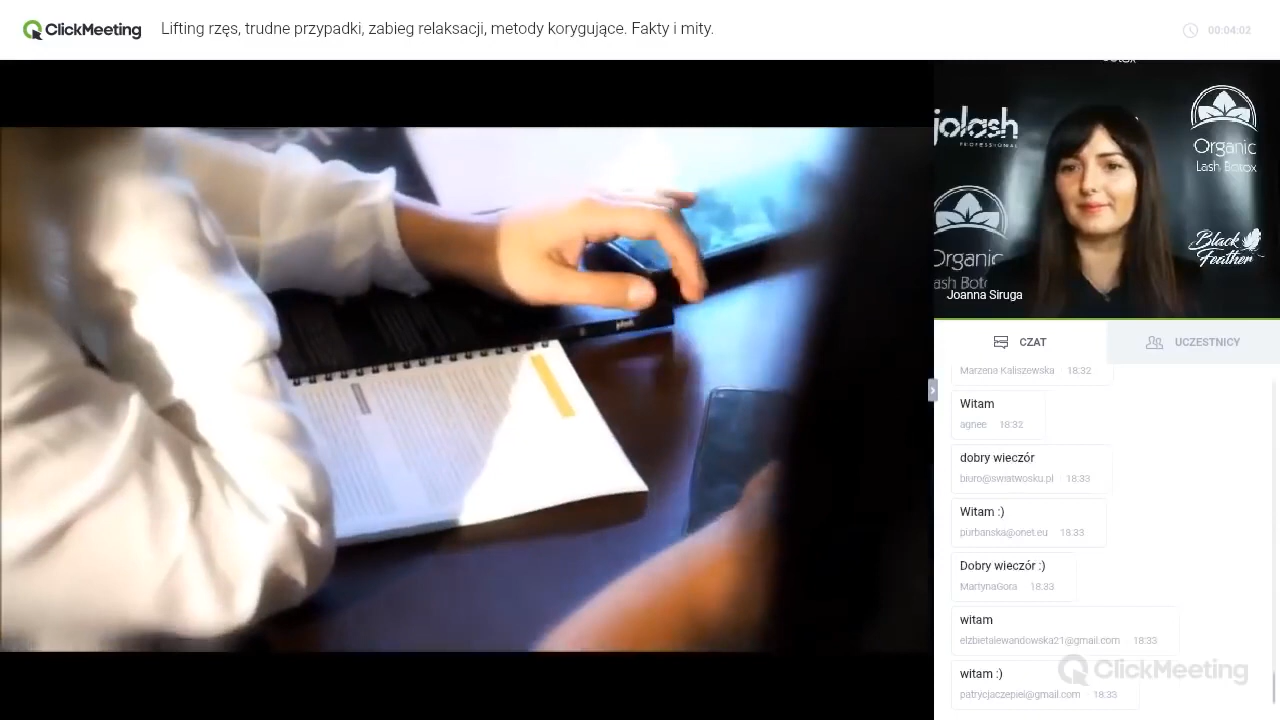 ClickMeeting
Lifting rzęs, trudne przypadki, zabieg relaksacji, metody korygujące. Fakty i mity.
00:04:02
jolash
PROFESSIONAL
Organic
Lash Botox
Organic
Lash Bot
Black
Feather
Joanna Siruga
jolash
CZAT
UCZESTNICY
Marzena Kaliszewska 18:32
Witam
agnee 18:32
dobry wieczór
biuro@swiatwosku.pl 18:33
Witam :)
purbanska@onet.eu 18:33
Dobry wieczór :)
MartynaGora 18:33
witam
elzbietalewandowska21@gmail.com 18:33
witam :)
patrycjaczepiel@gmail.com 18:33
ClickMeeting